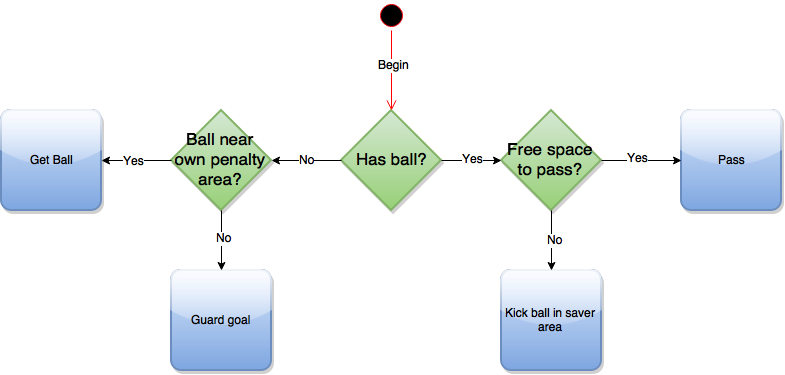 Begin
Ball near
own penalty
area?
Has ball?
Free space
to pass?
Get Ball
Yes
No
Yes
Yes
Pass
No
No
Guard goal
Kick ball in saver
area